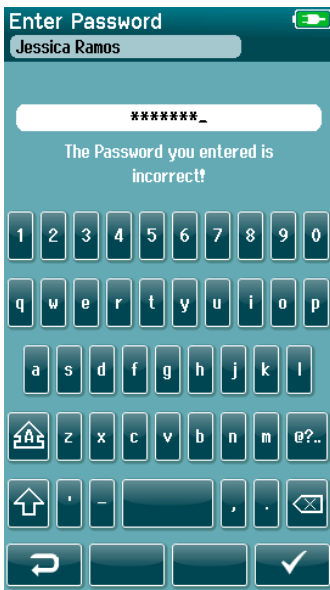 Enter Password
Jessica Ramos
*******_
The Password you entered is
incorrect!
1 2 3 4 5 6 7 8 9 0
q w e r t y u i o p
a s d f g h j k l
A z x c v b n m @?..
' - , .